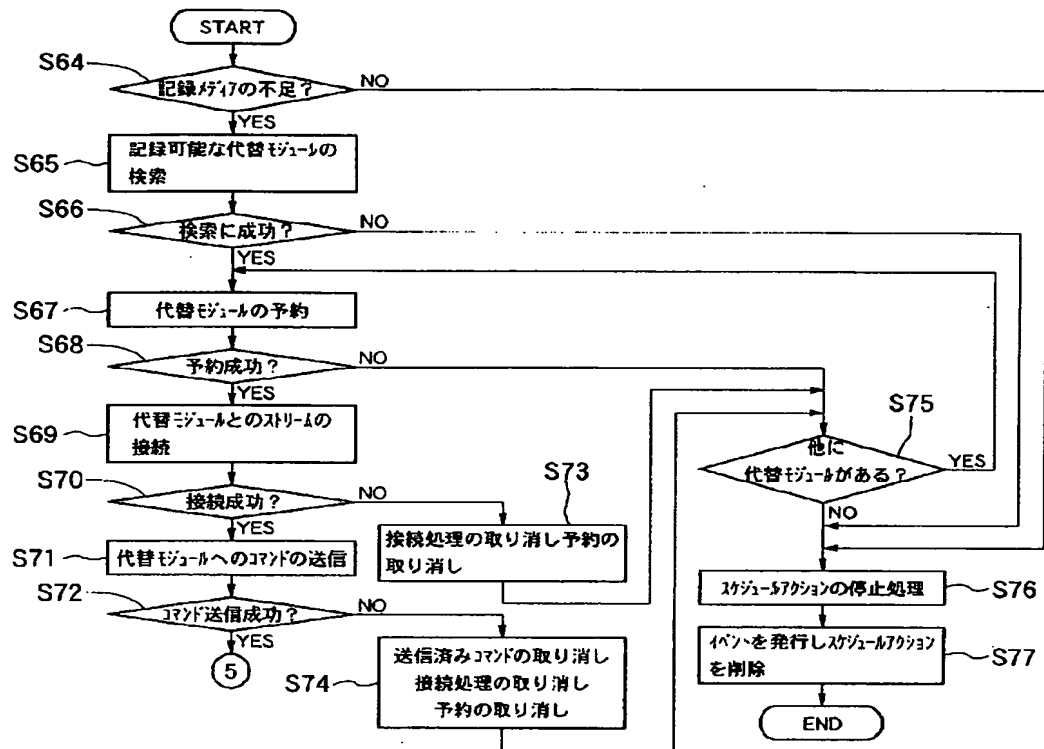 START
S64
記録メディアの不足?
NO
YES
S65
記録可能な代替モジュールの
検索
S66
検索に成功?
NO
YES
S67
代替モジュールの予約
S68
予約成功?
NO
YES
S69
代替モジュールとのストリームの
接続
S70
接続成功?
NO
YES
S71
代替モジュールへのコマンドの送信
S72
コマンド送信成功?
NO
YES
5
S73
接続処理の取り消し予約の
取り消し
S74
送信済みコマンドの取り消し
接続処理の取り消し
予約の取り消し
S75
他に
代替モジュールがある?
YES
NO
スケジュールアクションの停止処理
S76
イベントを発行しスケジュールアクション
を削除
S77
END